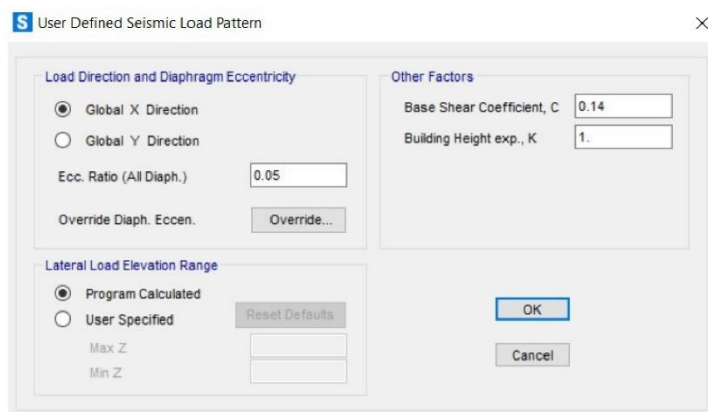 S User Defined Seismic Load Pattern
Load Direction and Diaphragm Eccentricity
Global X Direction
Global Y Direction
Ecc. Ratio (All Diaph.) 0.05
Override Diaph. Eccen. Override...
Other Factors
Base Shear Coefficient, C 0.14
Building Height exp., K 1.
Lateral Load Elevation Range
Program Calculated
User Specified Reset Defaults
Max Z
Min Z
OK
Cancel